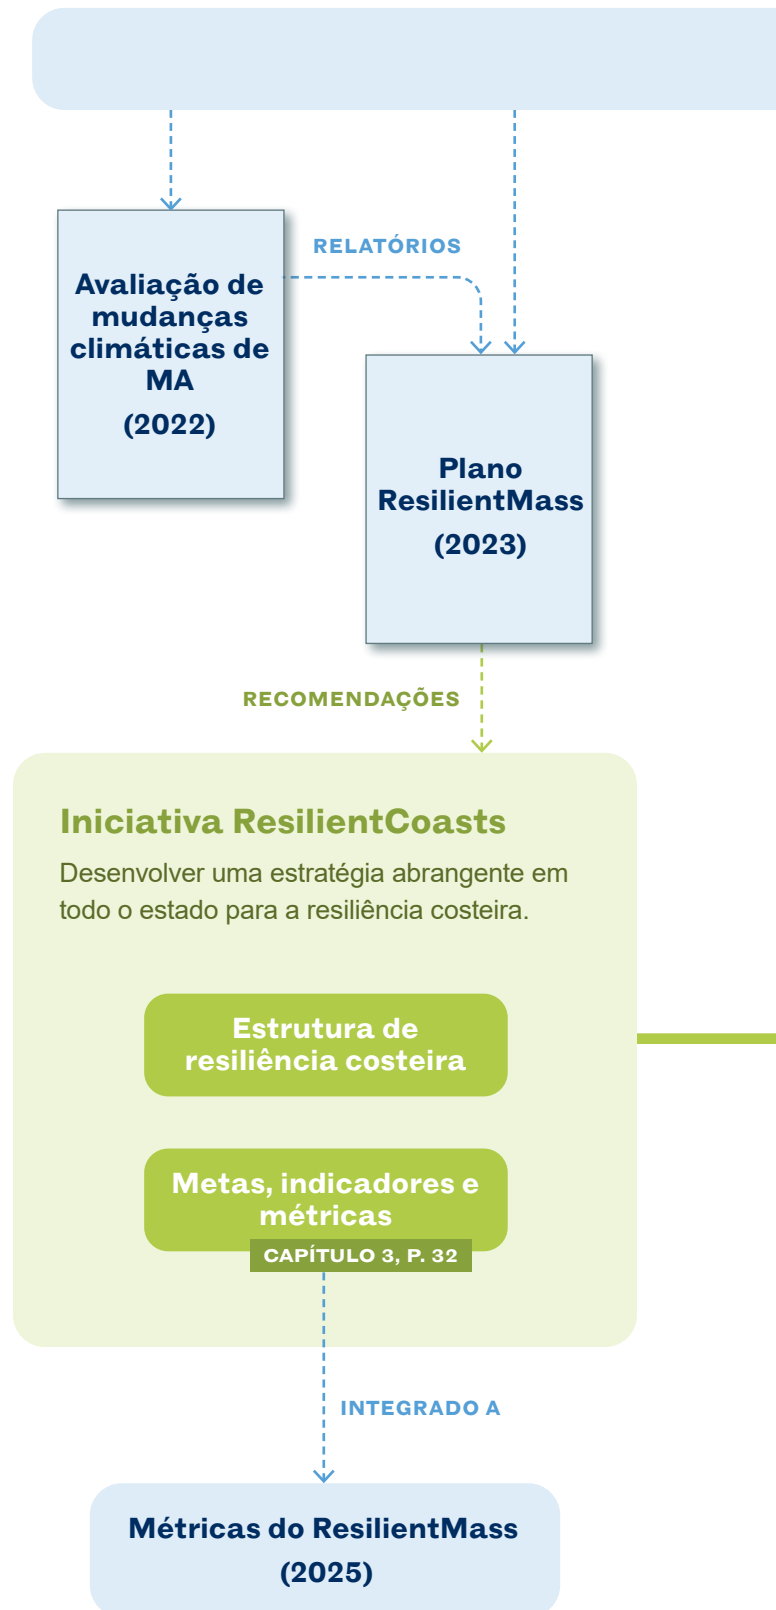 RELATÓRIOS
Avaliação de
mudanças
climáticas de
MA
(2022)
Plano
ResilientMass
(2023)
RECOMENDAÇÕES
Iniciativa ResilientCoasts
Desenvolver uma estratégia abrangente em
todo o estado para a resiliência costeira.
Estrutura de
resiliência costeira
Metas, indicadores e
métricas
CAPÍTULO 3, P. 32
INTEGRADO A
Métricas do ResilientMass
(2025)